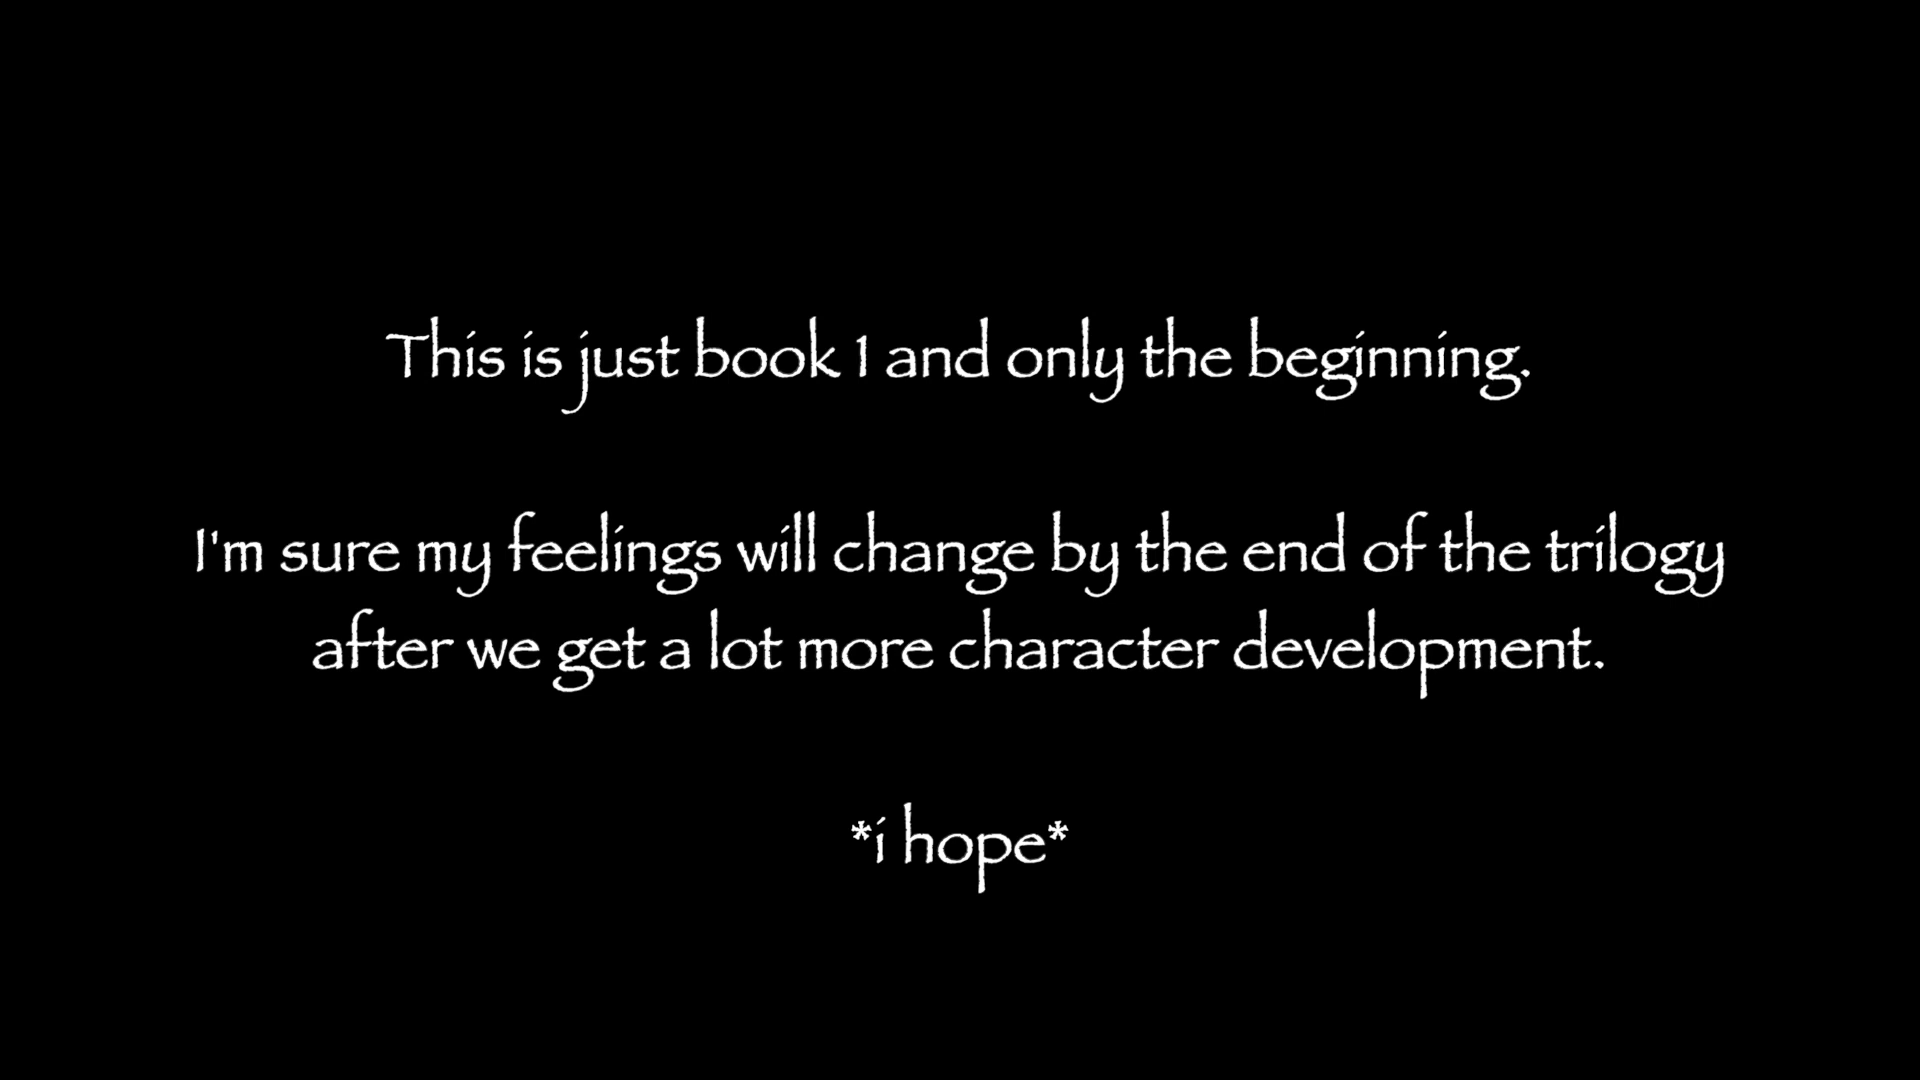 This is just book 1 and only the beginning.
I'm sure my feelings will change by the end of the trilogy
after we get a lot more character development.
*i hope*